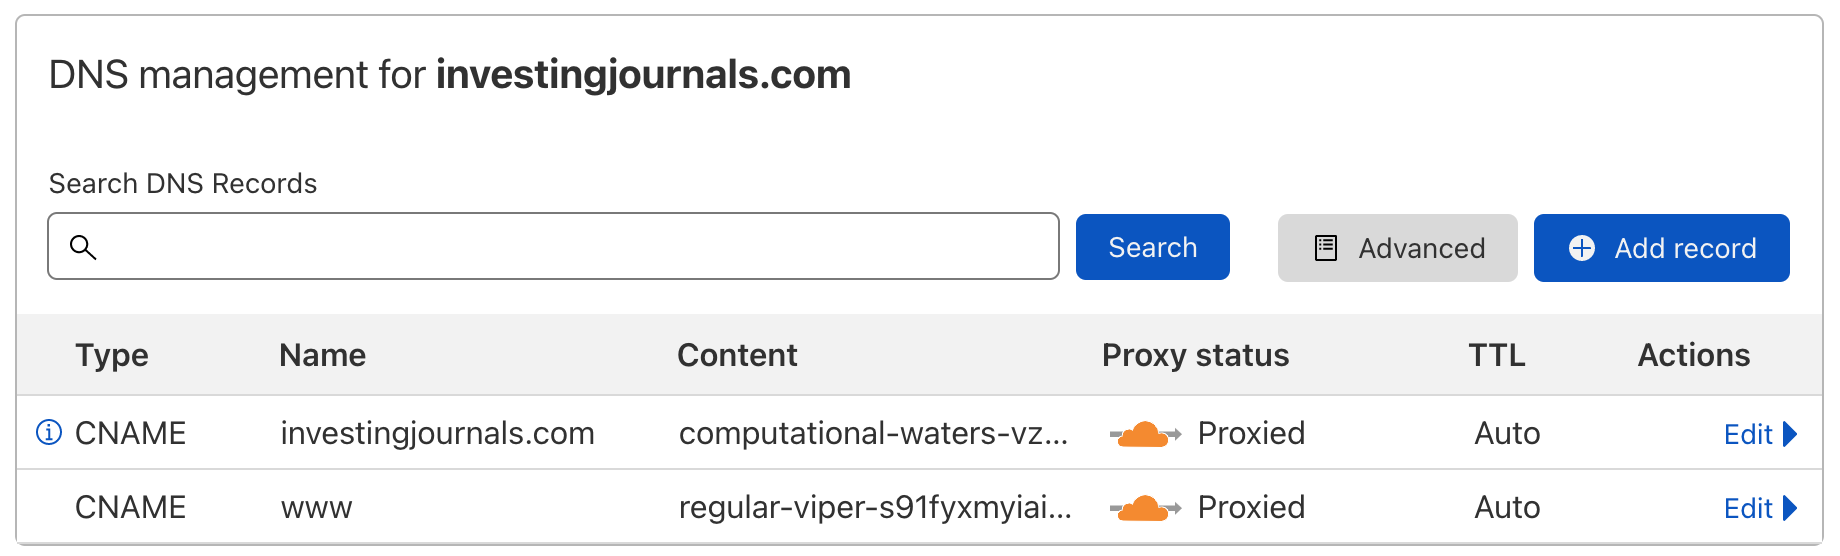 DNS management for investingjournals.com
Search DNS Records
Search Advanced Add record
Type Name Content Proxy status TTL Actions
CNAME investingjournals.com computational-waters-vz... Proxied Auto Edit
CNAME www regular-viper-s91fyxmyiai... Proxied Auto Edit